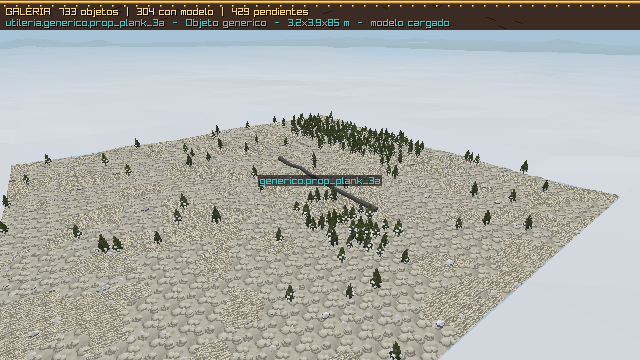 GALERIA 733 objetos | 304 con modelo | 429 pendientes
utileria.generico.prop_plank_3a - Objeto generico - 3.2x3.9x85 m - modelo cargado
generico.prop_plank_3a